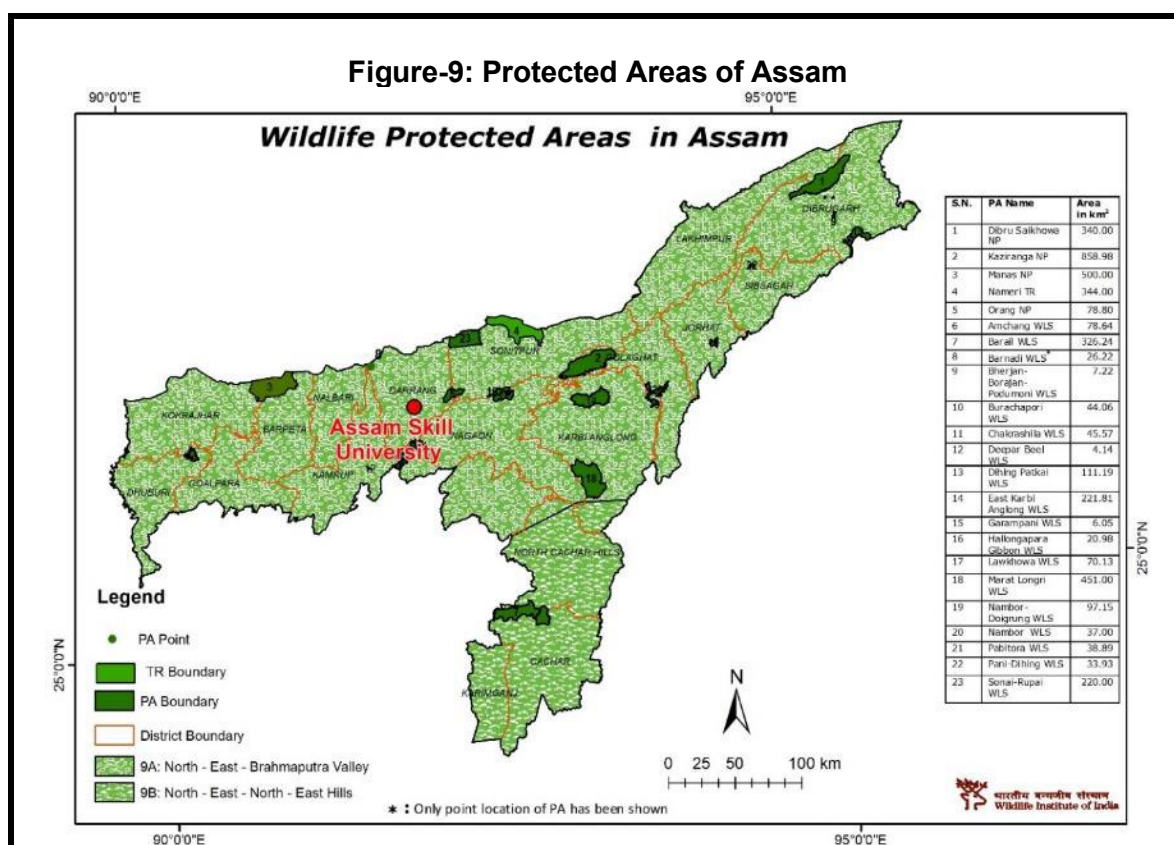 Figure-9: Protected Areas of Assam
90°0'0"E
95°0'0"E
Wildlife Protected Areas in Assam
S.N. PA Name Area in km²
1 Dibru Saikhowa NP 340.00
2 Kaziranga NP 858.98
3 Manas NP 500.00
4 Nameri TR 344.00
5 Orang NP 78.80
6 Amchang WLS 78.64
7 Barail WLS 326.24
8 Barnadi WLS* 26.22
9 Bherjan-Borajan-Podumoni WLS 7.22
10 Burachapori WLS 44.06
11 Chakrashila WLS 45.57
12 Deepar Beel WLS 4.14
13 Dihing Patkai WLS 111.19
14 East Karbi Anglong WLS 221.81
15 Garampani WLS 6.05
16 Hallongapara Gibbon WLS 20.98
17 Lawkhowa WLS 70.13
18 Marat Longri WLS 451.00
19 Nambor-Doigrung WLS 97.15
20 Nambor WLS 37.00
21 Pabitora WLS 38.89
22 Pani-Dihing WLS 33.93
23 Sonai-Rupai WLS 220.00
1
DIBRUGARH
LAKHIMPUR
SIBSAGAR
JORHAT
4
23
SONITPUR
2
GOLAGHAT
3
DARRANG
NALBARI
KOKRAJHAR
BARPETA
Assam Skill
University
NAGAON
KARBI ANGLONG
KAMRUP
GOALPARA
DHUBURI
18
NORTH CACHAR HILLS
CACHAR
KARIMGANJ
25°0'0"N
25°0'0"N
Legend
PA Point
TR Boundary
PA Boundary
District Boundary
9A: North - East - Brahmaputra Valley
9B: North - East - North - East Hills
N
0 25 50 100 km
* : Only point location of PA has been shown
भारतीय वन्यजीव संस्थान
Wildlife Institute of India
90°0'0"E
95°0'0"E